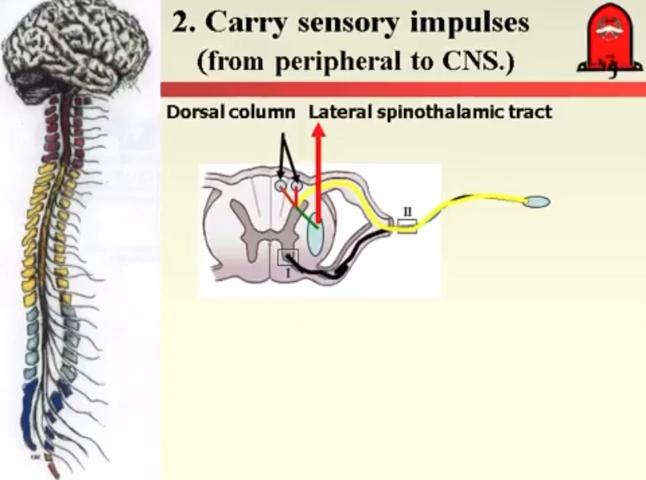 2. Carry sensory impulses
(from peripheral to CNS.)
Dorsal column Lateral spinothalamic tract
II
I